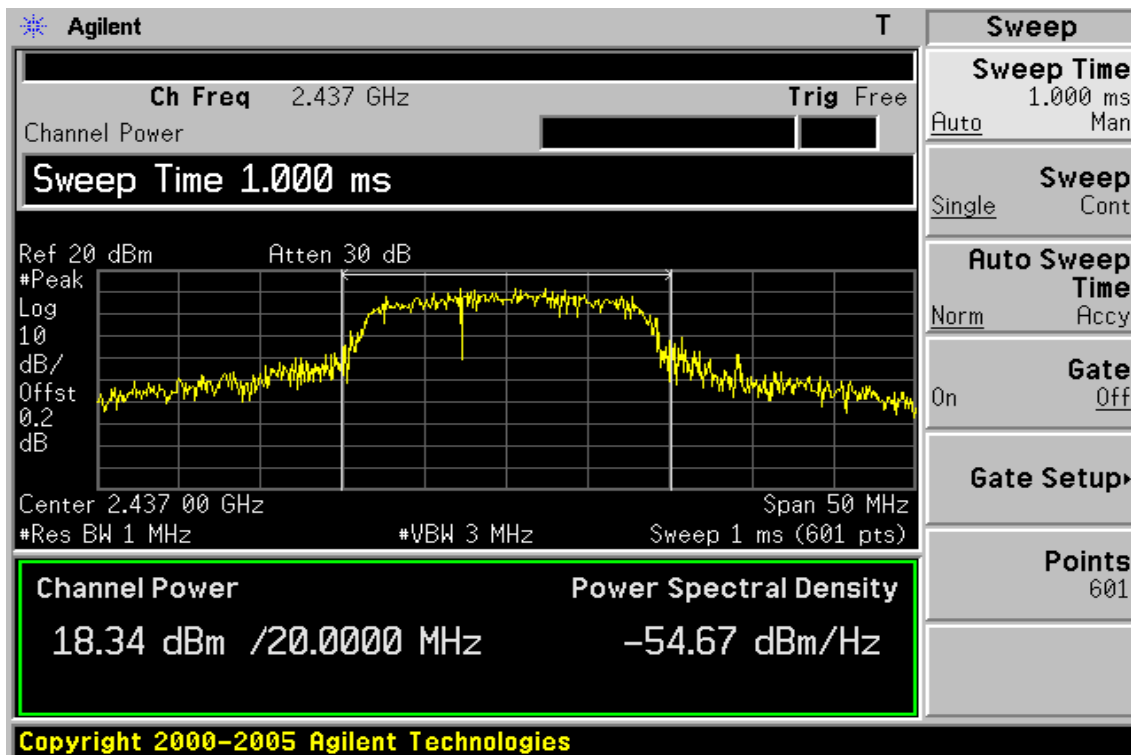 Agilent T
Ch Freq 2.437 GHz Trig Free
Channel Power
Sweep Time 1.000 ms
Ref 20 dBm Atten 30 dB
#Peak
Log
10
dB/
Offst
0.2
dB
Center 2.437 00 GHz Span 50 MHz
#Res BW 1 MHz #VBW 3 MHz Sweep 1 ms (601 pts)
Channel Power Power Spectral Density
18.34 dBm /20.0000 MHz -54.67 dBm/Hz
Copyright 2000-2005 Agilent Technologies
Sweep
Sweep Time
1.000 ms
Auto Man
Sweep
Single Cont
Auto Sweep
Time
Norm Accy
Gate
On Off
Gate Setup
Points
601